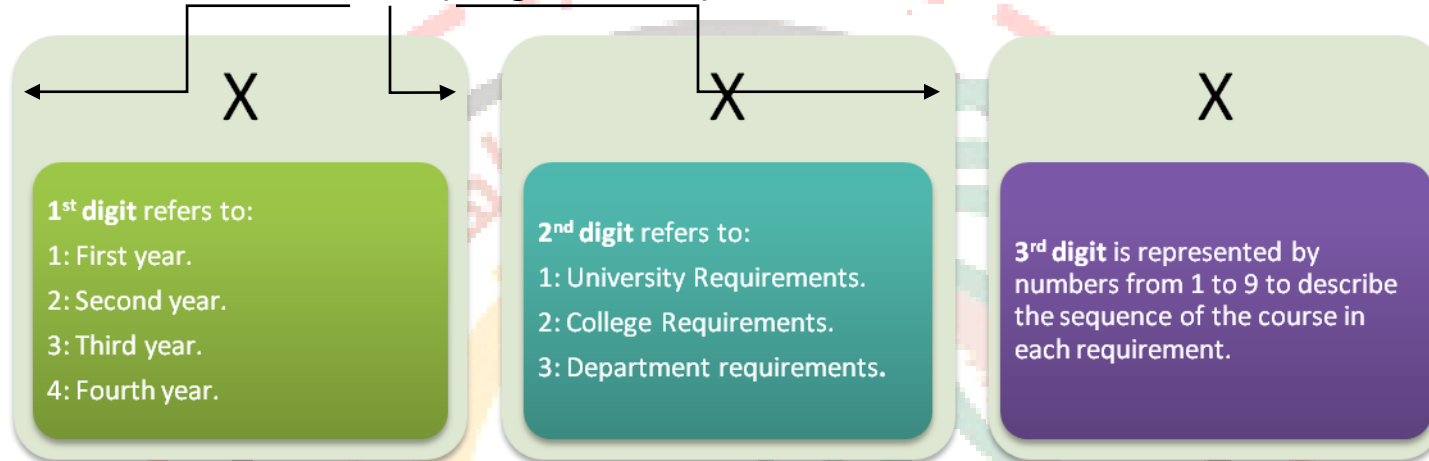 X
X
X
1st digit refers to:
1: First year.
2: Second year.
3: Third year.
4: Fourth year.
2nd digit refers to:
1: University Requirements.
2: College Requirements.
3: Department requirements.
3rd digit is represented by
numbers from 1 to 9 to describe
the sequence of the course in
each requirement.